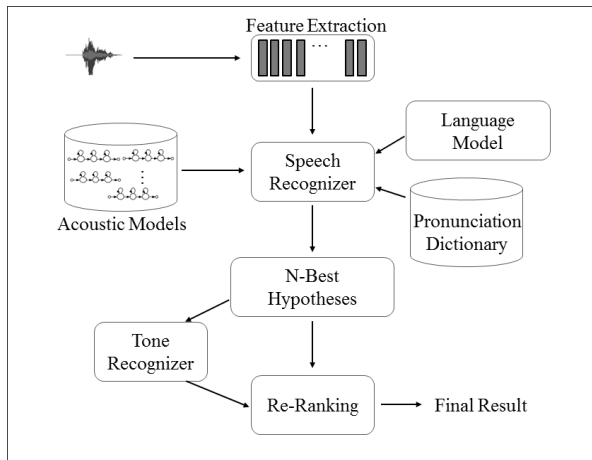 Feature Extraction
...
Language
Model
Speech
Recognizer
Acoustic Models
Pronunciation
Dictionary
N-Best
Hypotheses
Tone
Recognizer
Re-Ranking
Final Result